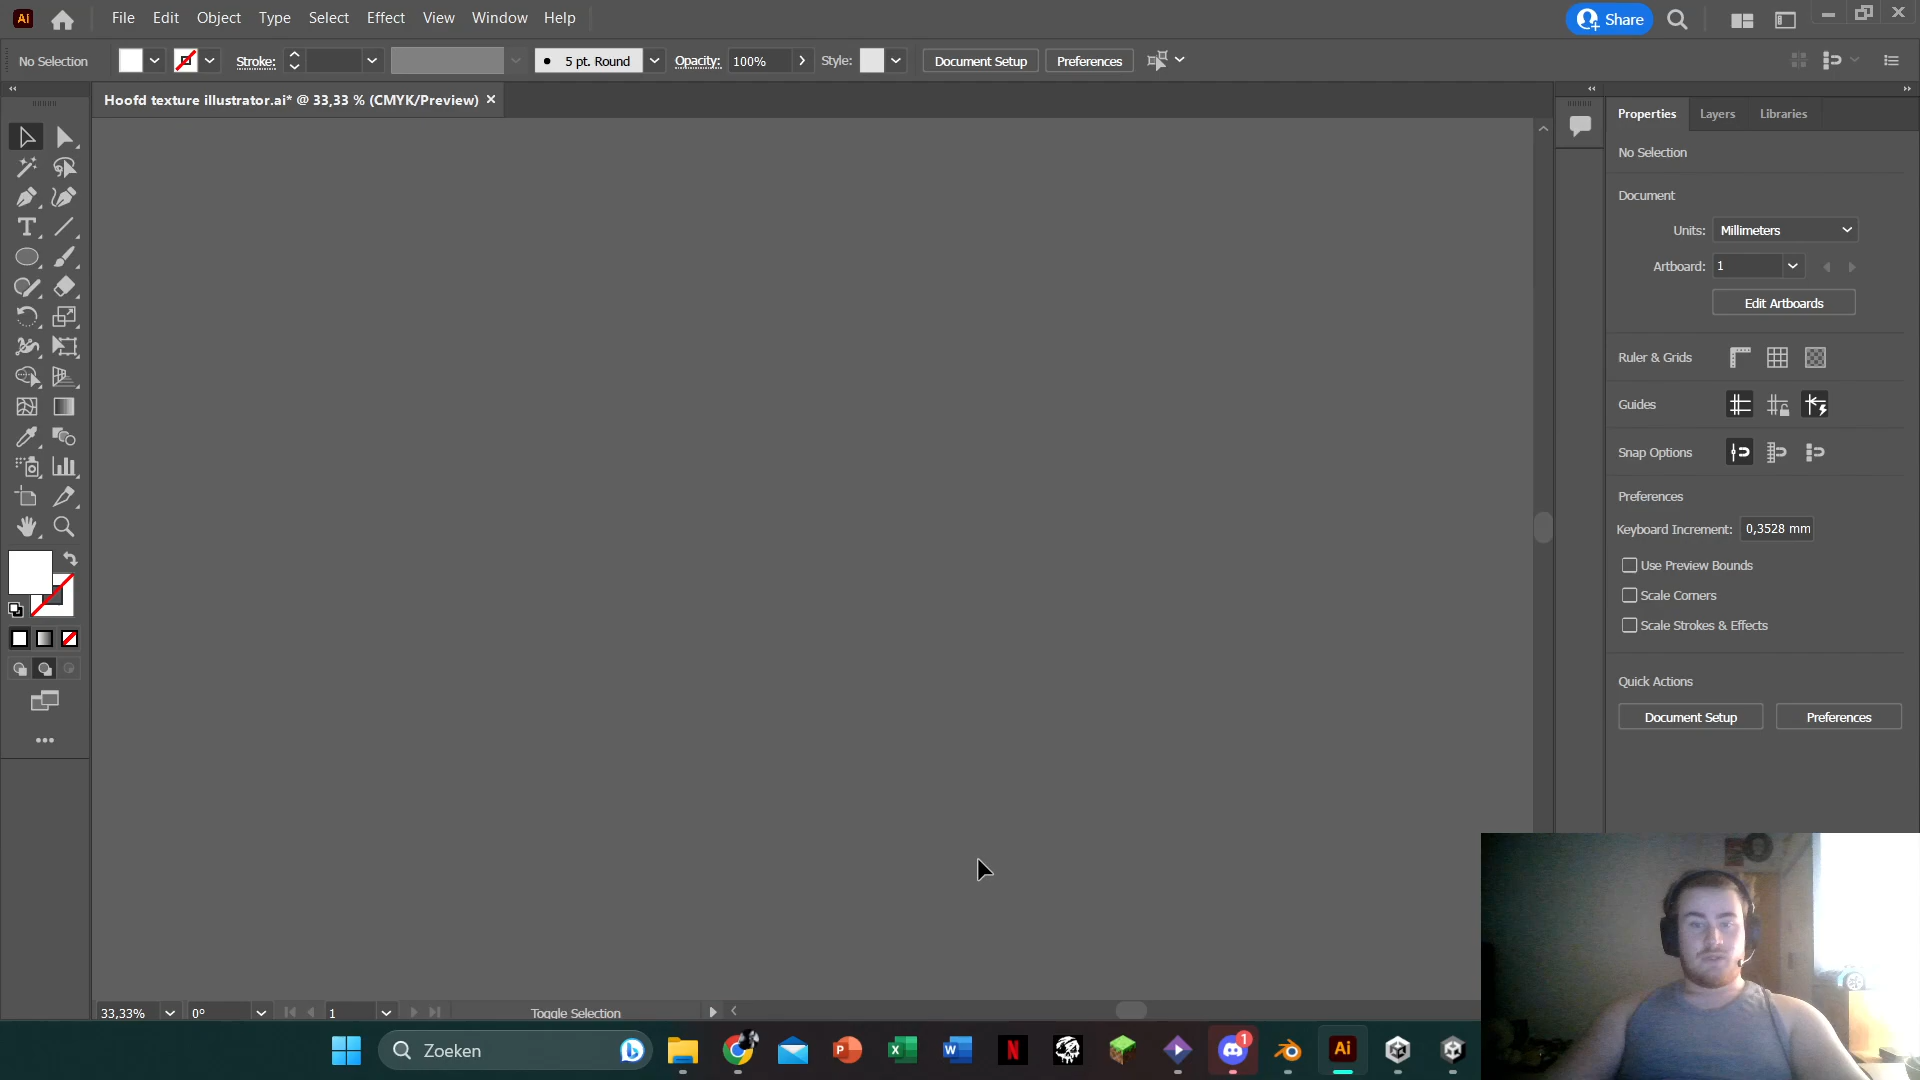 Ai File Edit Object Type Select Effect View Window Help Share
No Selection Stroke: 5 pt. Round Opacity: 100% Style: Document Setup Preferences
Hoofd texture illustrator.ai* @ 33,33 % (CMYK/Preview) ×
Properties Layers Libraries
No Selection
Document
Units: Millimeters
Artboard: 1
Edit Artboards
Ruler & Grids
Guides
Snap Options
Preferences
Keyboard Increment: 0,3528 mm
Use Preview Bounds
Scale Corners
Scale Strokes & Effects
Quick Actions
Document Setup Preferences
33,33% 0° 1 Toggle Selection
Zoeken P X W N 1 Ai